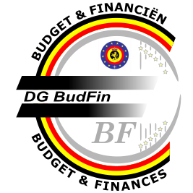 BUDGET & FINANCIËN
DG BudFin
BF
BUDGET & FINANCES